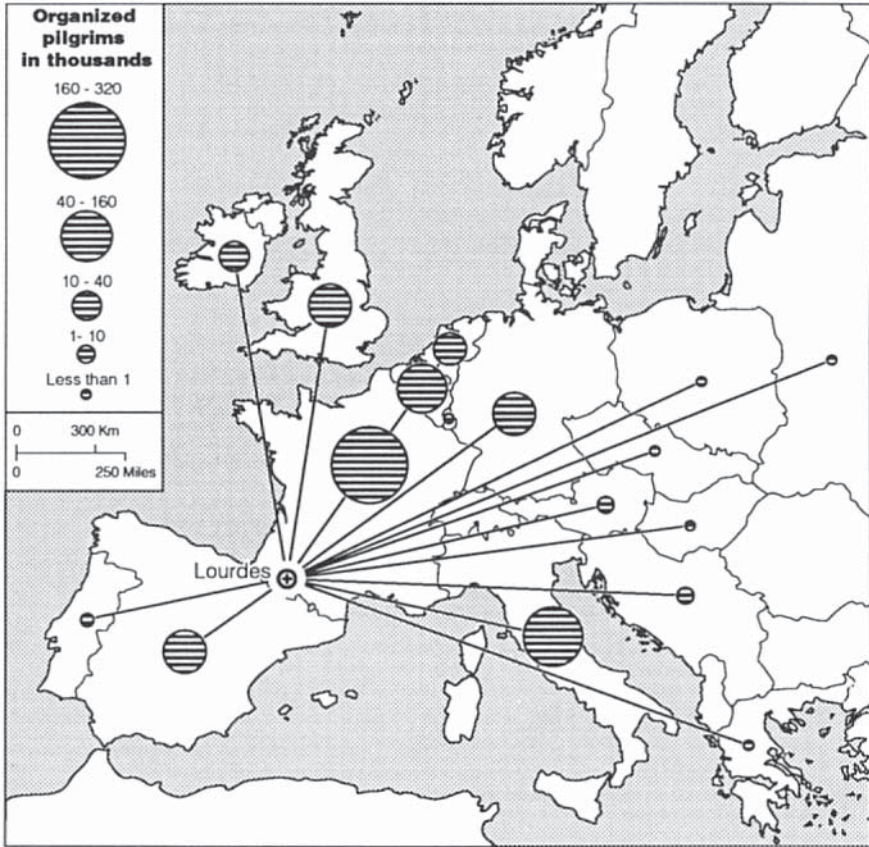 Organized
pilgrims
in thousands
160 - 320
40 - 160
10 - 40
1- 10
Less than 1
0 300 Km
0 250 Miles
Lourdes